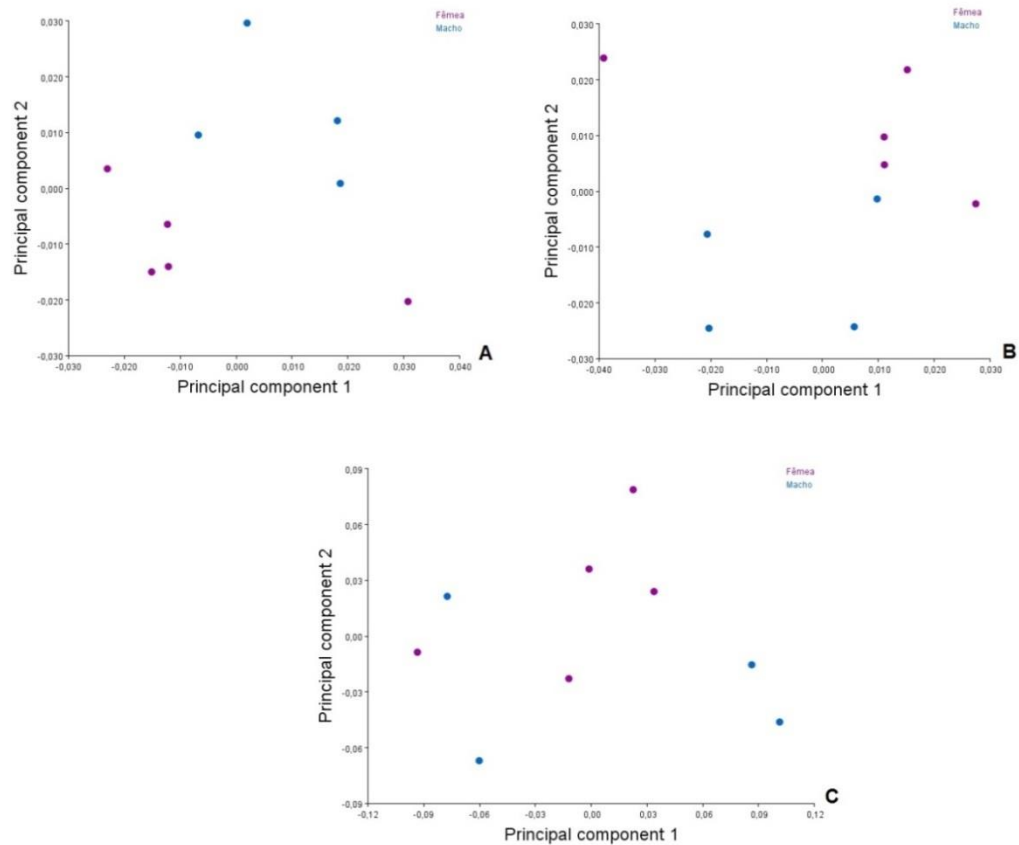 Fêmea
Macho
0,030
0,020
0,010
0,000
-0,010
-0,020
-0,030
Principal component 2
-0,030 -0,020 -0,010 0,000 0,010 0,020 0,030 0,040
Principal component 1
A
Fêmea
Macho
0,030
0,020
0,010
0,000
-0,010
-0,020
-0,030
Principal component 2
-0,040 -0,030 -0,020 -0,010 0,000 0,010 0,020 0,030
Principal component 1
B
Fêmea
Macho
0,09
0,06
0,03
0,00
-0,03
-0,06
-0,09
Principal component 2
-0,12 -0,09 -0,06 -0,03 0,00 0,03 0,06 0,09 0,12
Principal component 1
C